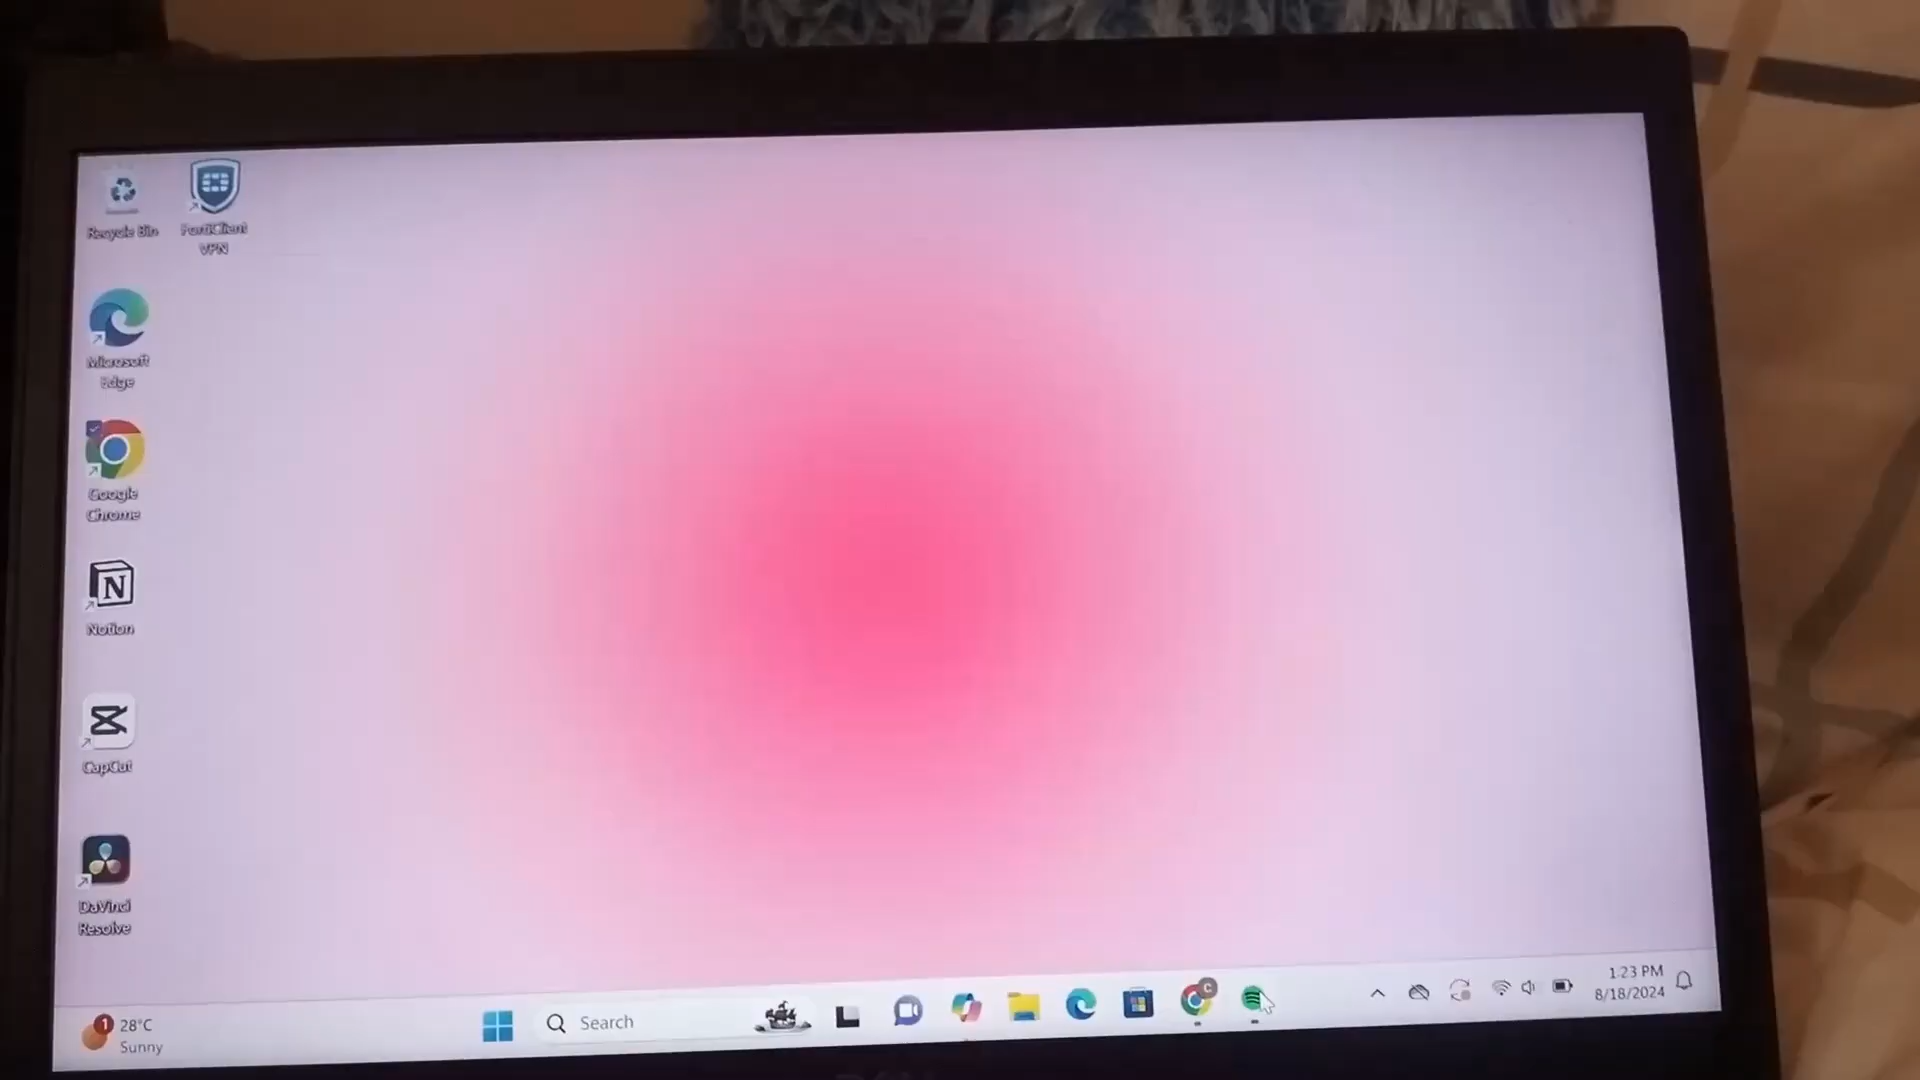 Recycle Bin
FortiClient
VPN
Microsoft
Edge
Google
Chrome
N
Notion
CapCut
DaVinci
Resolve
1
28°C
Sunny
Search
C
1:23 PM
8/18/2024